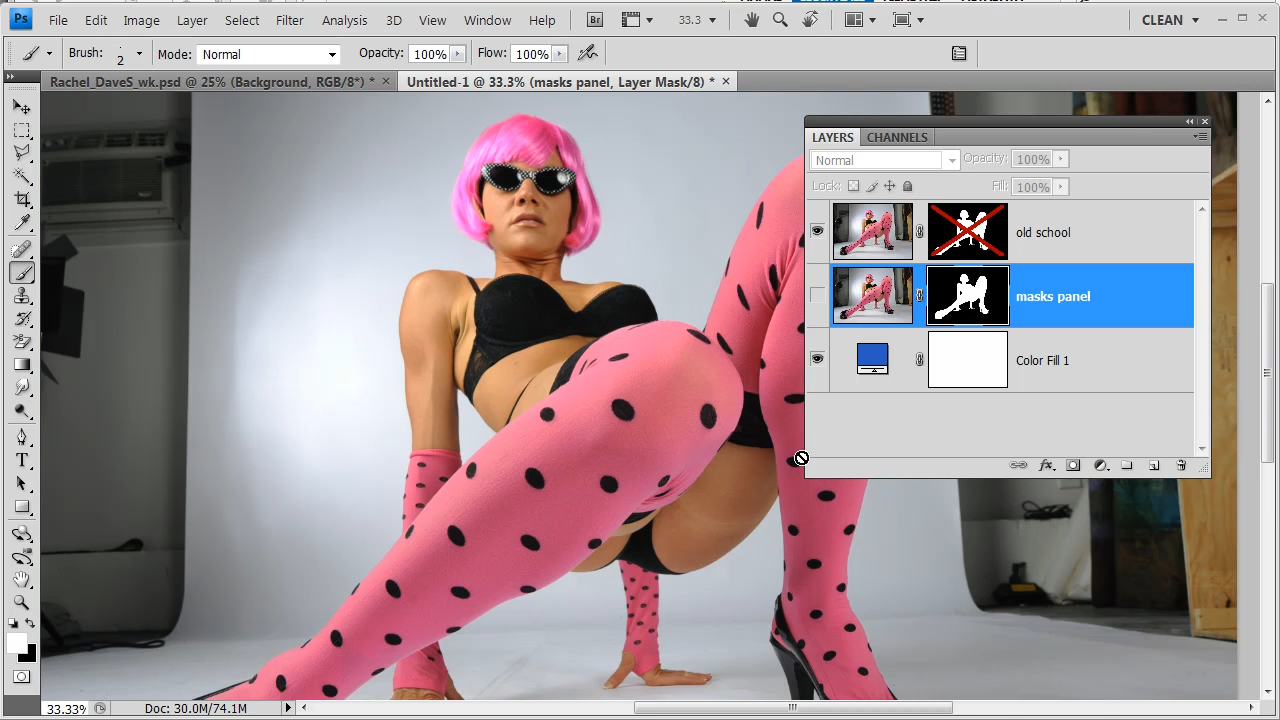 Ps File Edit Image Layer Select Filter Analysis 3D View Window Help Br 33.3 CLEAN
Brush: 2 Mode: Normal Opacity: 100% Flow: 100%
Rachel_DaveS_wk.psd @ 25% (Background, RGB/8*) * Untitled-1 @ 33.3% (masks panel, Layer Mask/8) *
LAYERS CHANNELS
Normal Opacity: 100%
Lock: Fill: 100%
old school
masks panel
Color Fill 1
fx.
T
33.33% Doc: 30.0M/74.1M